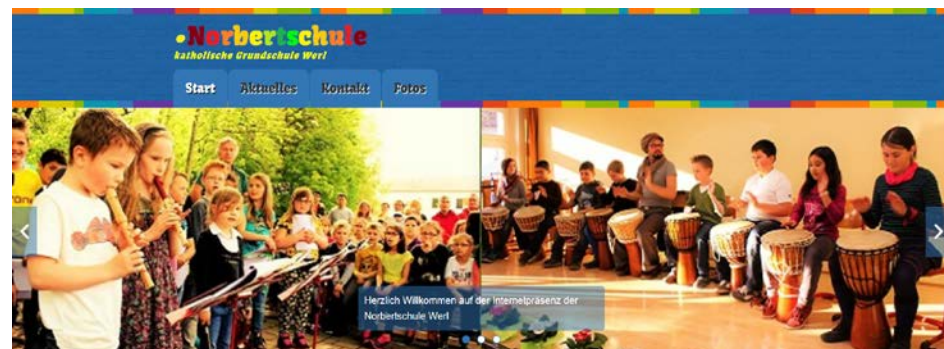 Norbertschule
katholische Grundschule Werl
Start Aktuelles Kontakt Fotos
Herzlich Willkommen auf der Internetpräsenz der
Norbertschule Werl